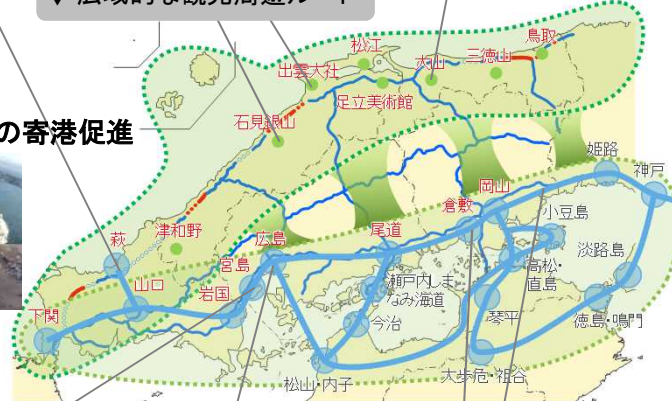 広域的な観光周遊ルート
鳥取
松江
三徳山
大山
出雲大社
足立美術館
石見銀山
の寄港促進
姫路
神戸
岡山
倉敷
小豆島
津和野
尾道
広島
萩
宮島
淡路島
高松・
直島
瀬戸内しま
なみ海道
山口
岩国
下関
今治
琴平
徳島・鳴門
松山・内子
大歩危・祖谷